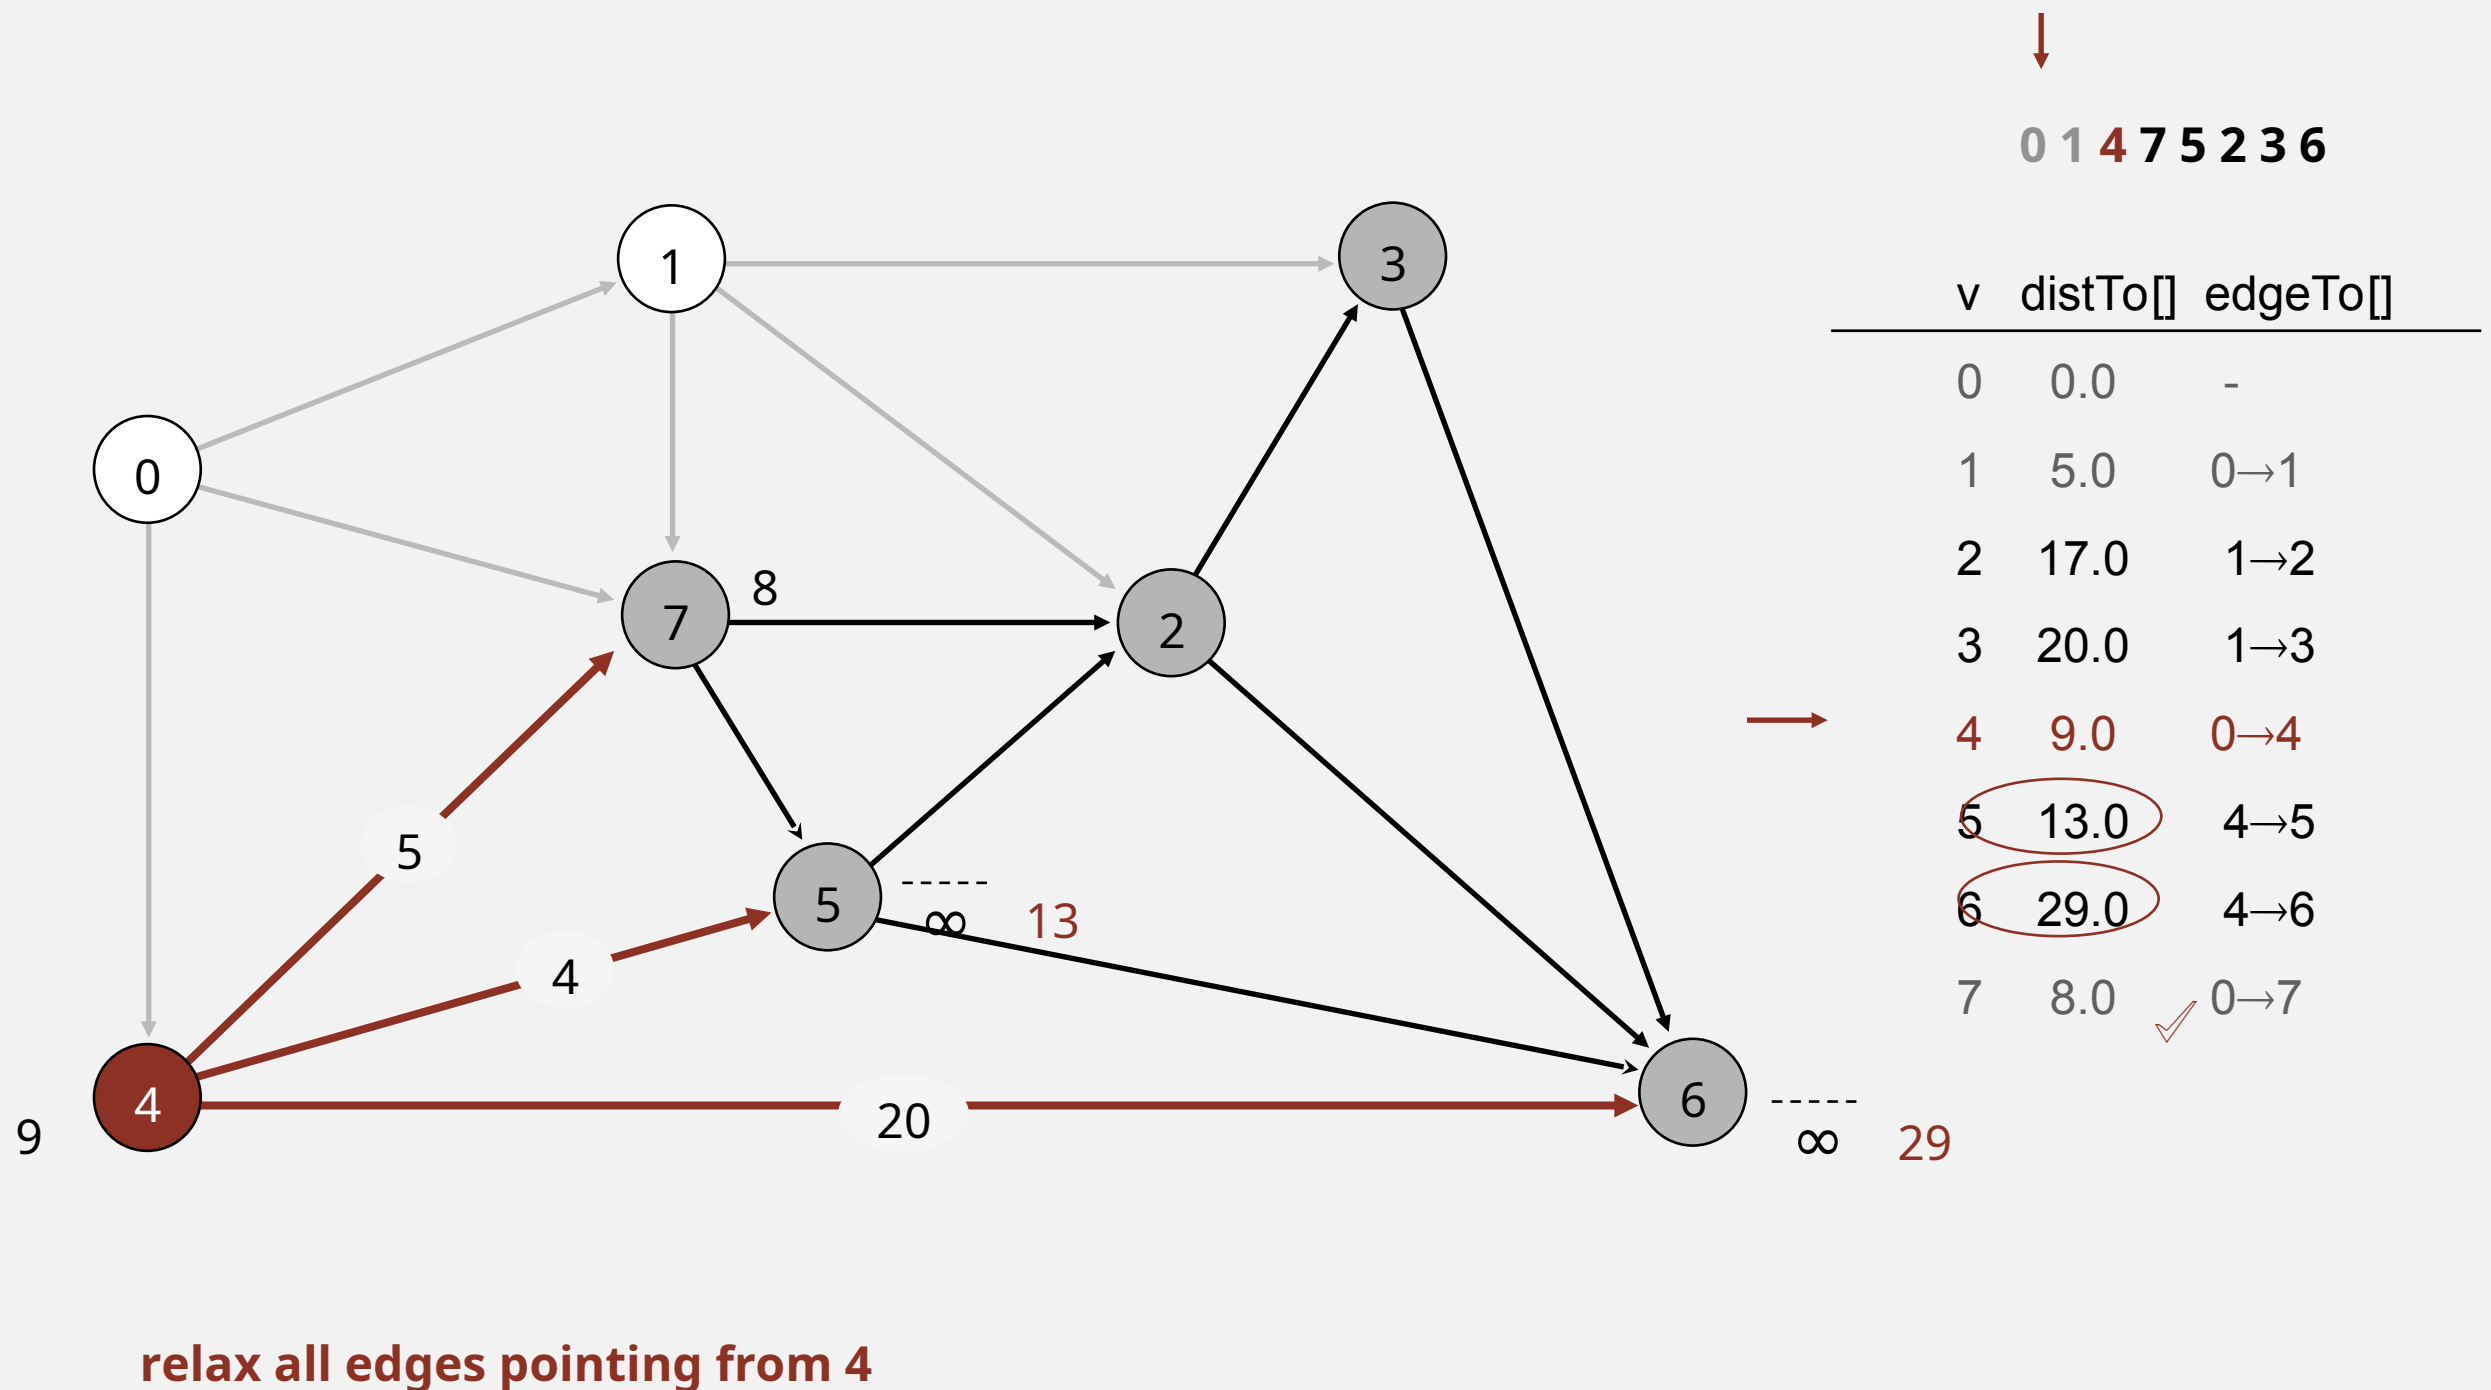 0 1 4 7 5 2 3 6
1
3
v distTo[] edgeTo[]
0 0.0 -
0
1 5.0 0→1
2 17.0 1→2
7
8
2
3 20.0 1→3
4 9.0 0→4
5
5 13.0 4→5
5
∞ 13
6 29.0 4→6
4
7 8.0 0→7
4
20
6
9
∞ 29
relax all edges pointing from 4